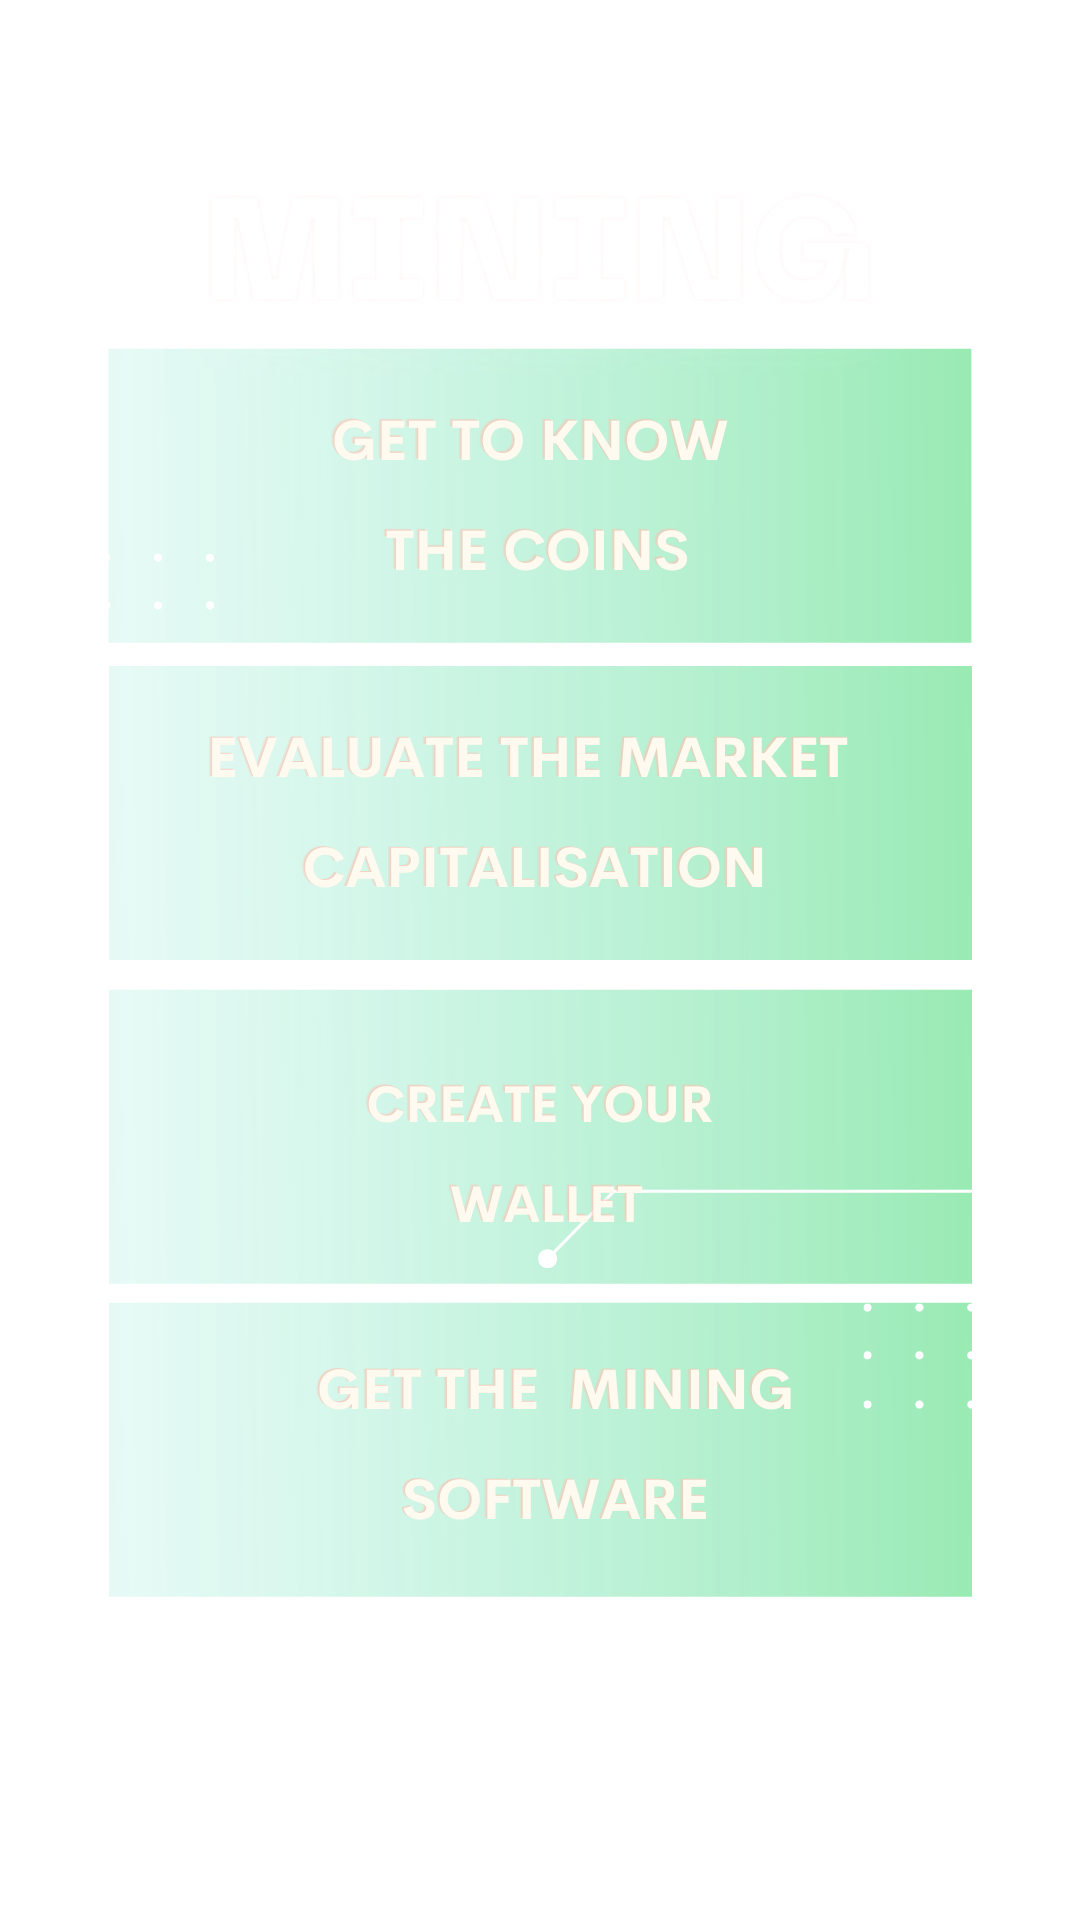 MINING
GET TO KNOW
THE COINS
EVALUATE THE MARKET
CAPITALISATION
CREATE YOUR
WALLET
GET THE MINING
SOFTWARE